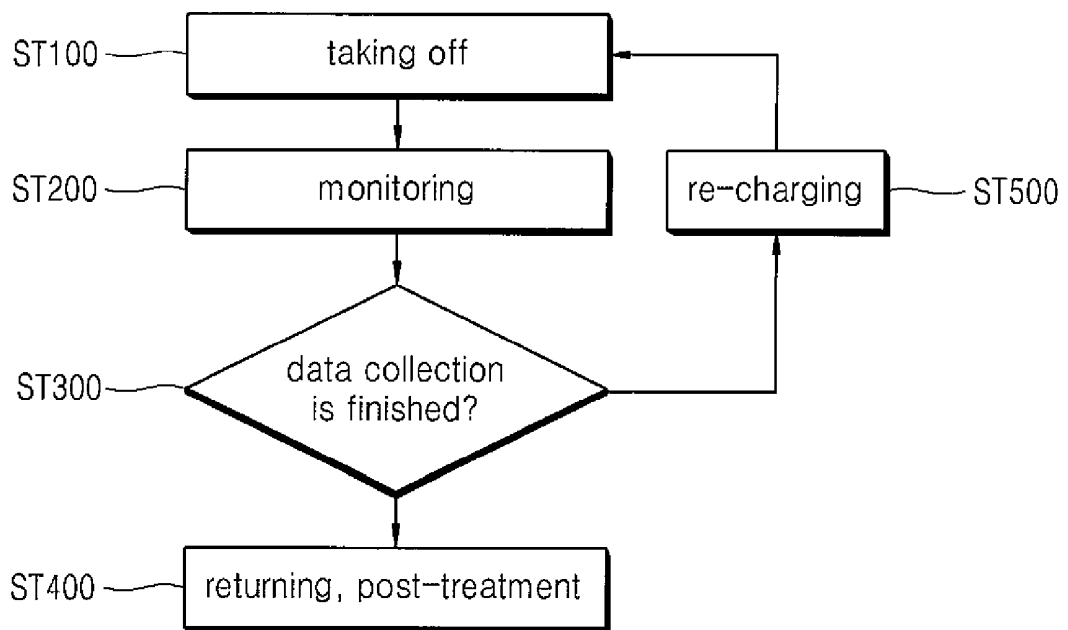 ST100
taking off
ST200
monitoring
re-charging
ST500
ST300
data collection
is finished?
ST400
returning, post-treatment